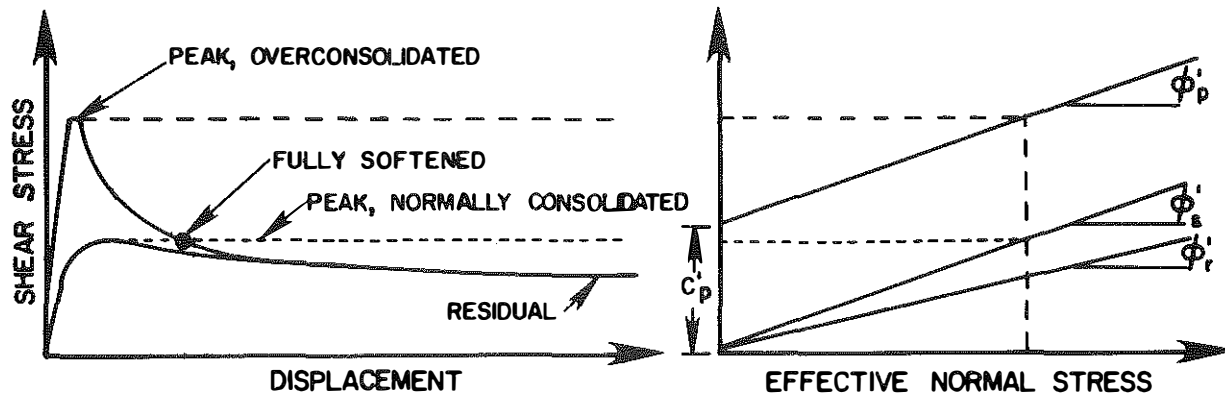 PEAK, OVERCONSOLIDATED
FULLY SOFTENED
PEAK, NORMALLY CONSOLIDATED
RESIDUAL
SHEAR STRESS
DISPLACEMENT
ϕ'p
ϕ's
ϕ'r
C'p
EFFECTIVE NORMAL STRESS